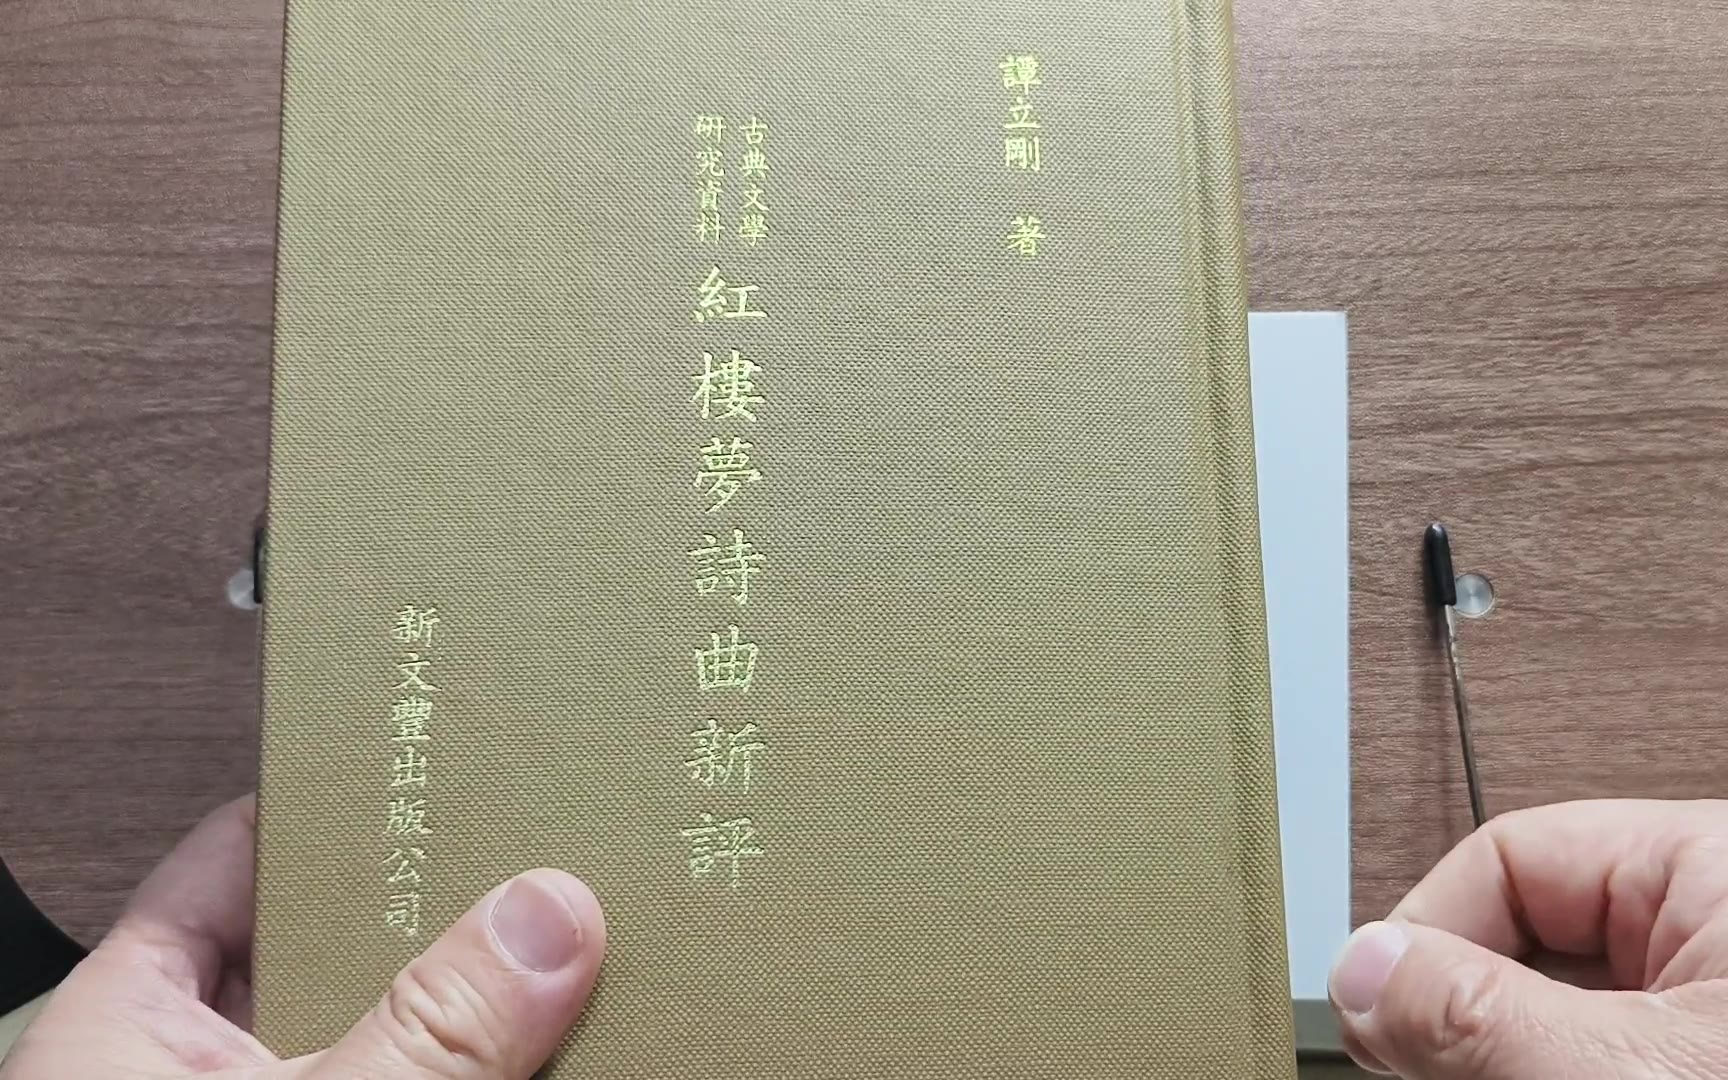 譚立剛 著
古典文學
研究資料
紅樓夢詩曲新評
新文豐出版公司